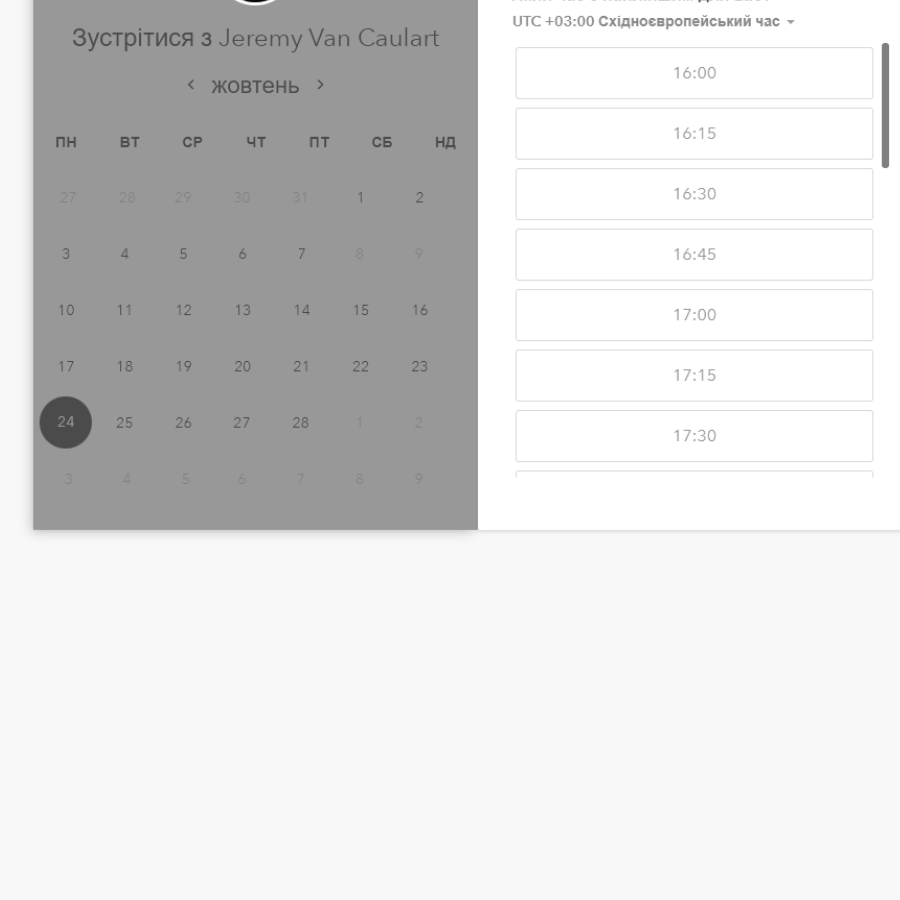 Зустрітися з Jeremy Van Caulart
жовтень
ПН ВТ СР ЧТ ПТ СБ НД
27 28 29 30 31 1 2
3 4 5 6 7 8 9
10 11 12 13 14 15 16
17 18 19 20 21 22 23
24 25 26 27 28 1 2
3 4 5 6 7 8 9
UTC +03:00 Східноєвропейський час
16:00
16:15
16:30
16:45
17:00
17:15
17:30